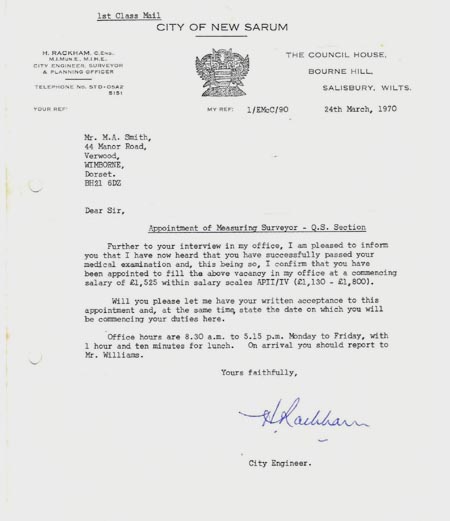 1st Class Mail
CITY OF NEW SARUM
H. RACKHAM, C.ENG.,
M.I.MUN.E., M.I.H.E.
CITY ENGINEER, SURVEYOR
& PLANNING OFFICER
TELEPHONE NO. STD-OSA2
5151
THE COUNCIL HOUSE,
BOURNE HILL,
SALISBURY, WILTS.
YOUR REF:
MY REF: 1/EMcC/90
24th March, 1970
Mr. M.A. Smith,
44 Manor Road,
Verwood,
WIMBORNE,
Dorset.
BH21 6DZ
Dear Sir,
Appointment of Measuring Surveyor - Q.S. Section
Further to your interview in my office, I am pleased to inform
you that I have now heard that you have successfully passed your
medical examination and, this being so, I confirm that you have
been appointed to fill the above vacancy in my office at a commencing
salary of £1,525 within salary scales APII/IV (£1,130 - £1,800).
Will you please let me have your written acceptance to this
appointment and, at the same time, state the date on which you will
be commencing your duties here.
Office hours are 8.30 a.m. to 5.15 p.m. Monday to Friday, with
1 hour and ten minutes for lunch. On arrival you should report to
Mr. Williams.
Yours faithfully,
H Rackham
City Engineer.